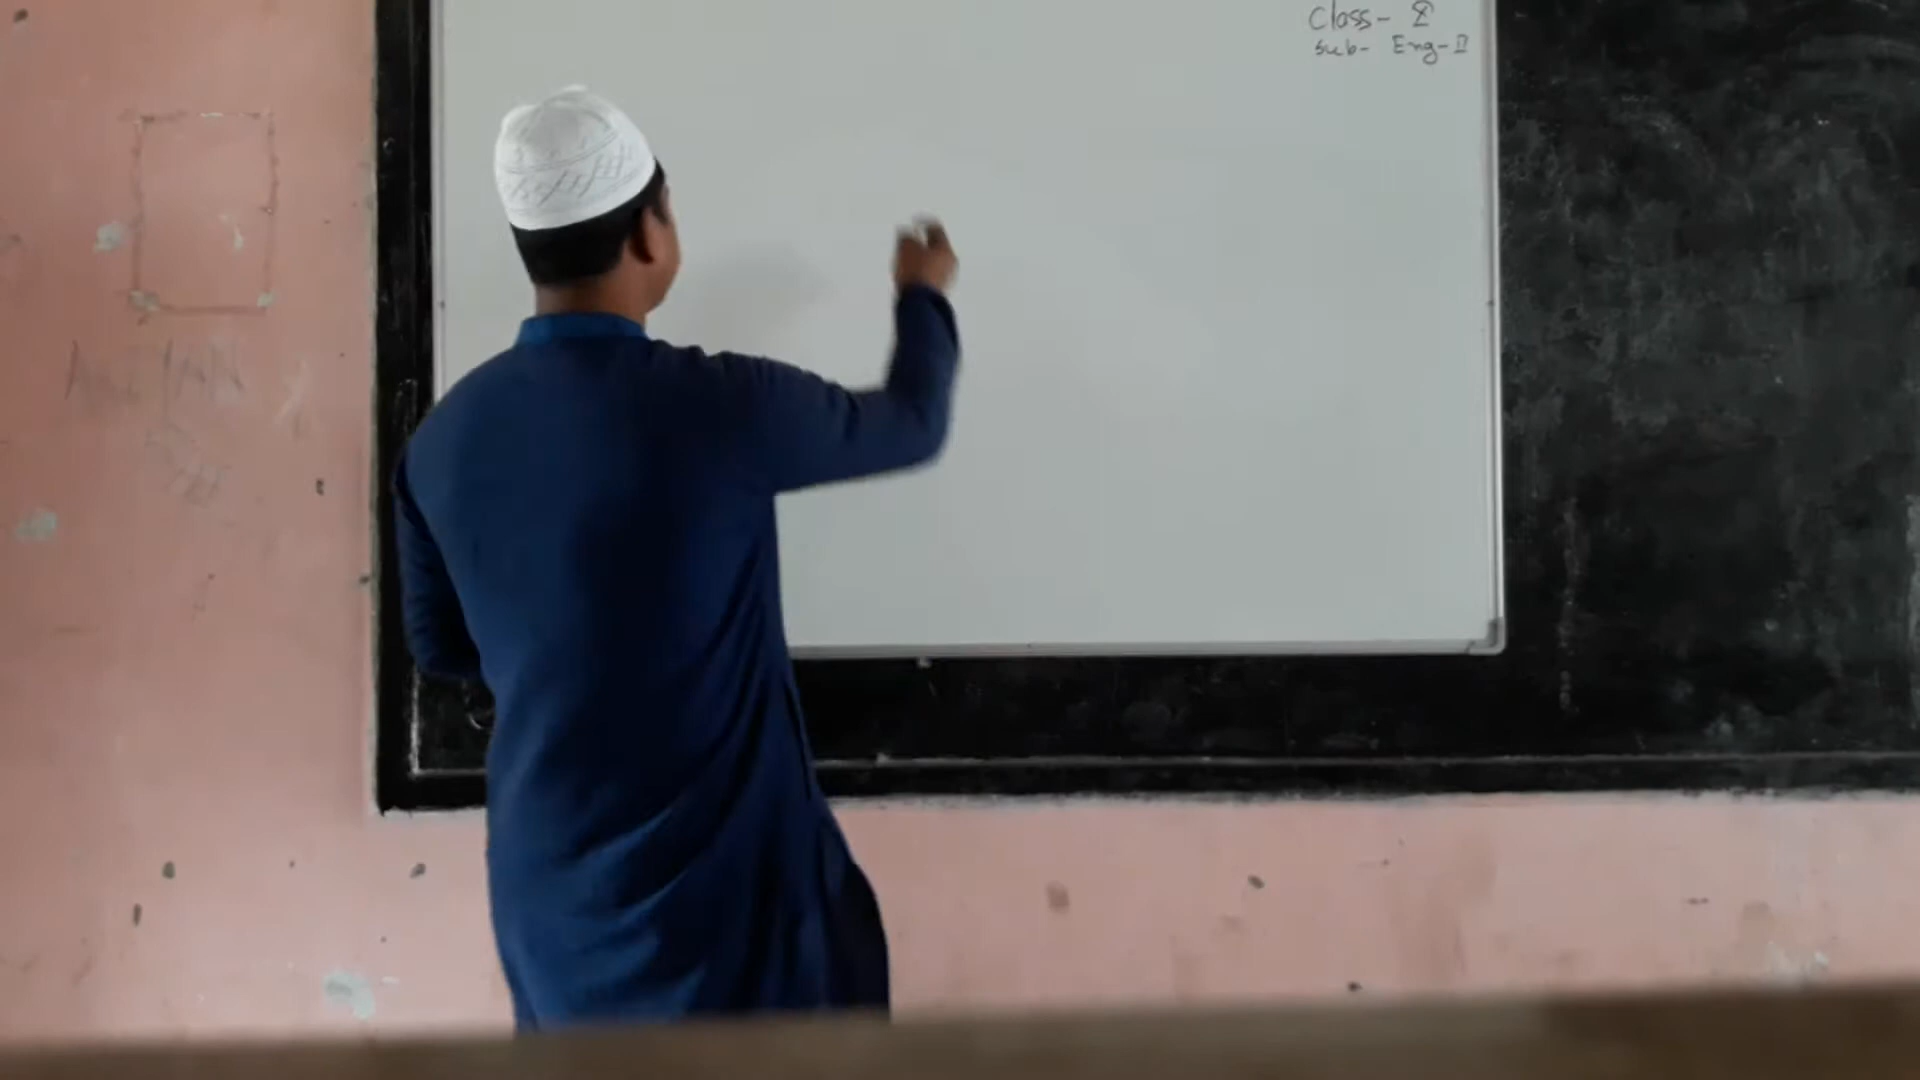 Class- X
Sub- Eng-II